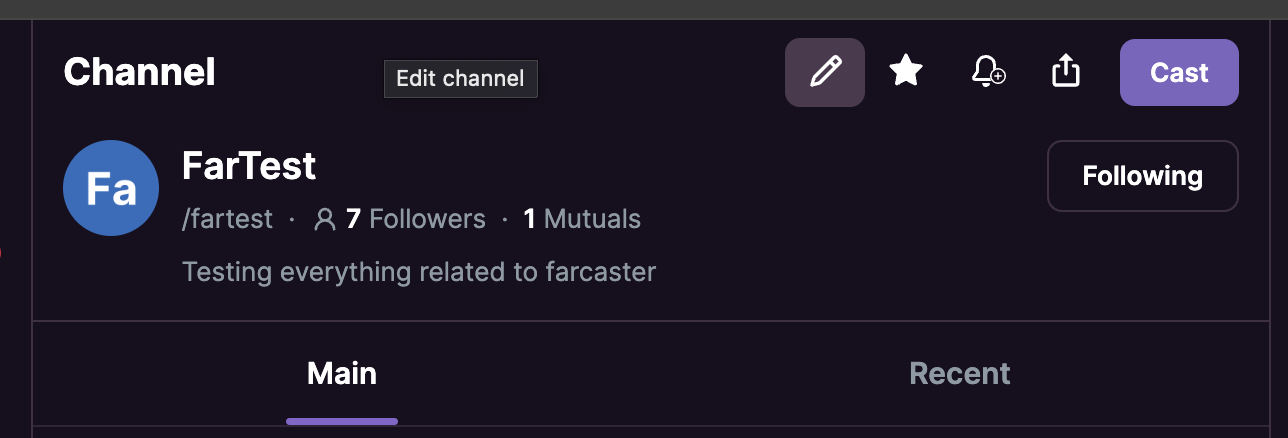 Channel
Edit channel
Cast
Fa
FarTest
Following
/fartest · 7 Followers · 1 Mutuals
Testing everything related to farcaster
Main
Recent